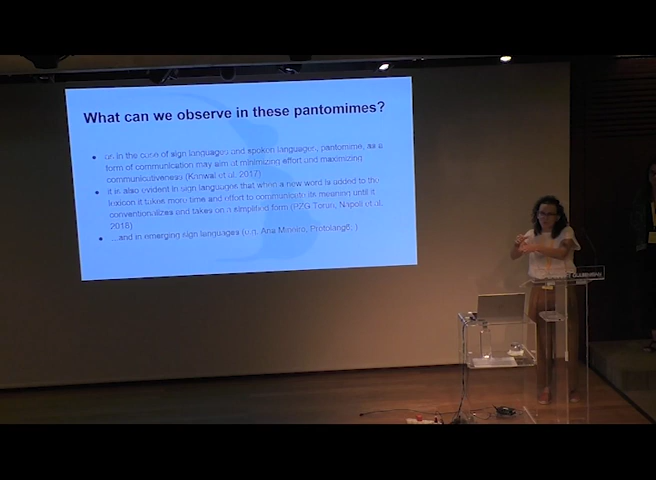 What can we observe in these pantomimes?
in the case of sign languages and spoken languages, pantomime, as a
form of communication may aim at minimizing effort and maximizing
communicativeness (Kanwal et al. 2017)
it is also evident in sign languages that when a new word is added to the
lexicon it takes more time and effort to communicate its meaning until it
conventionalizes and takes on a simplified form (PZG Torun, Napoli et al.
...and in emerging sign languages (e.g. Ana Mineiro, Protolang6, )